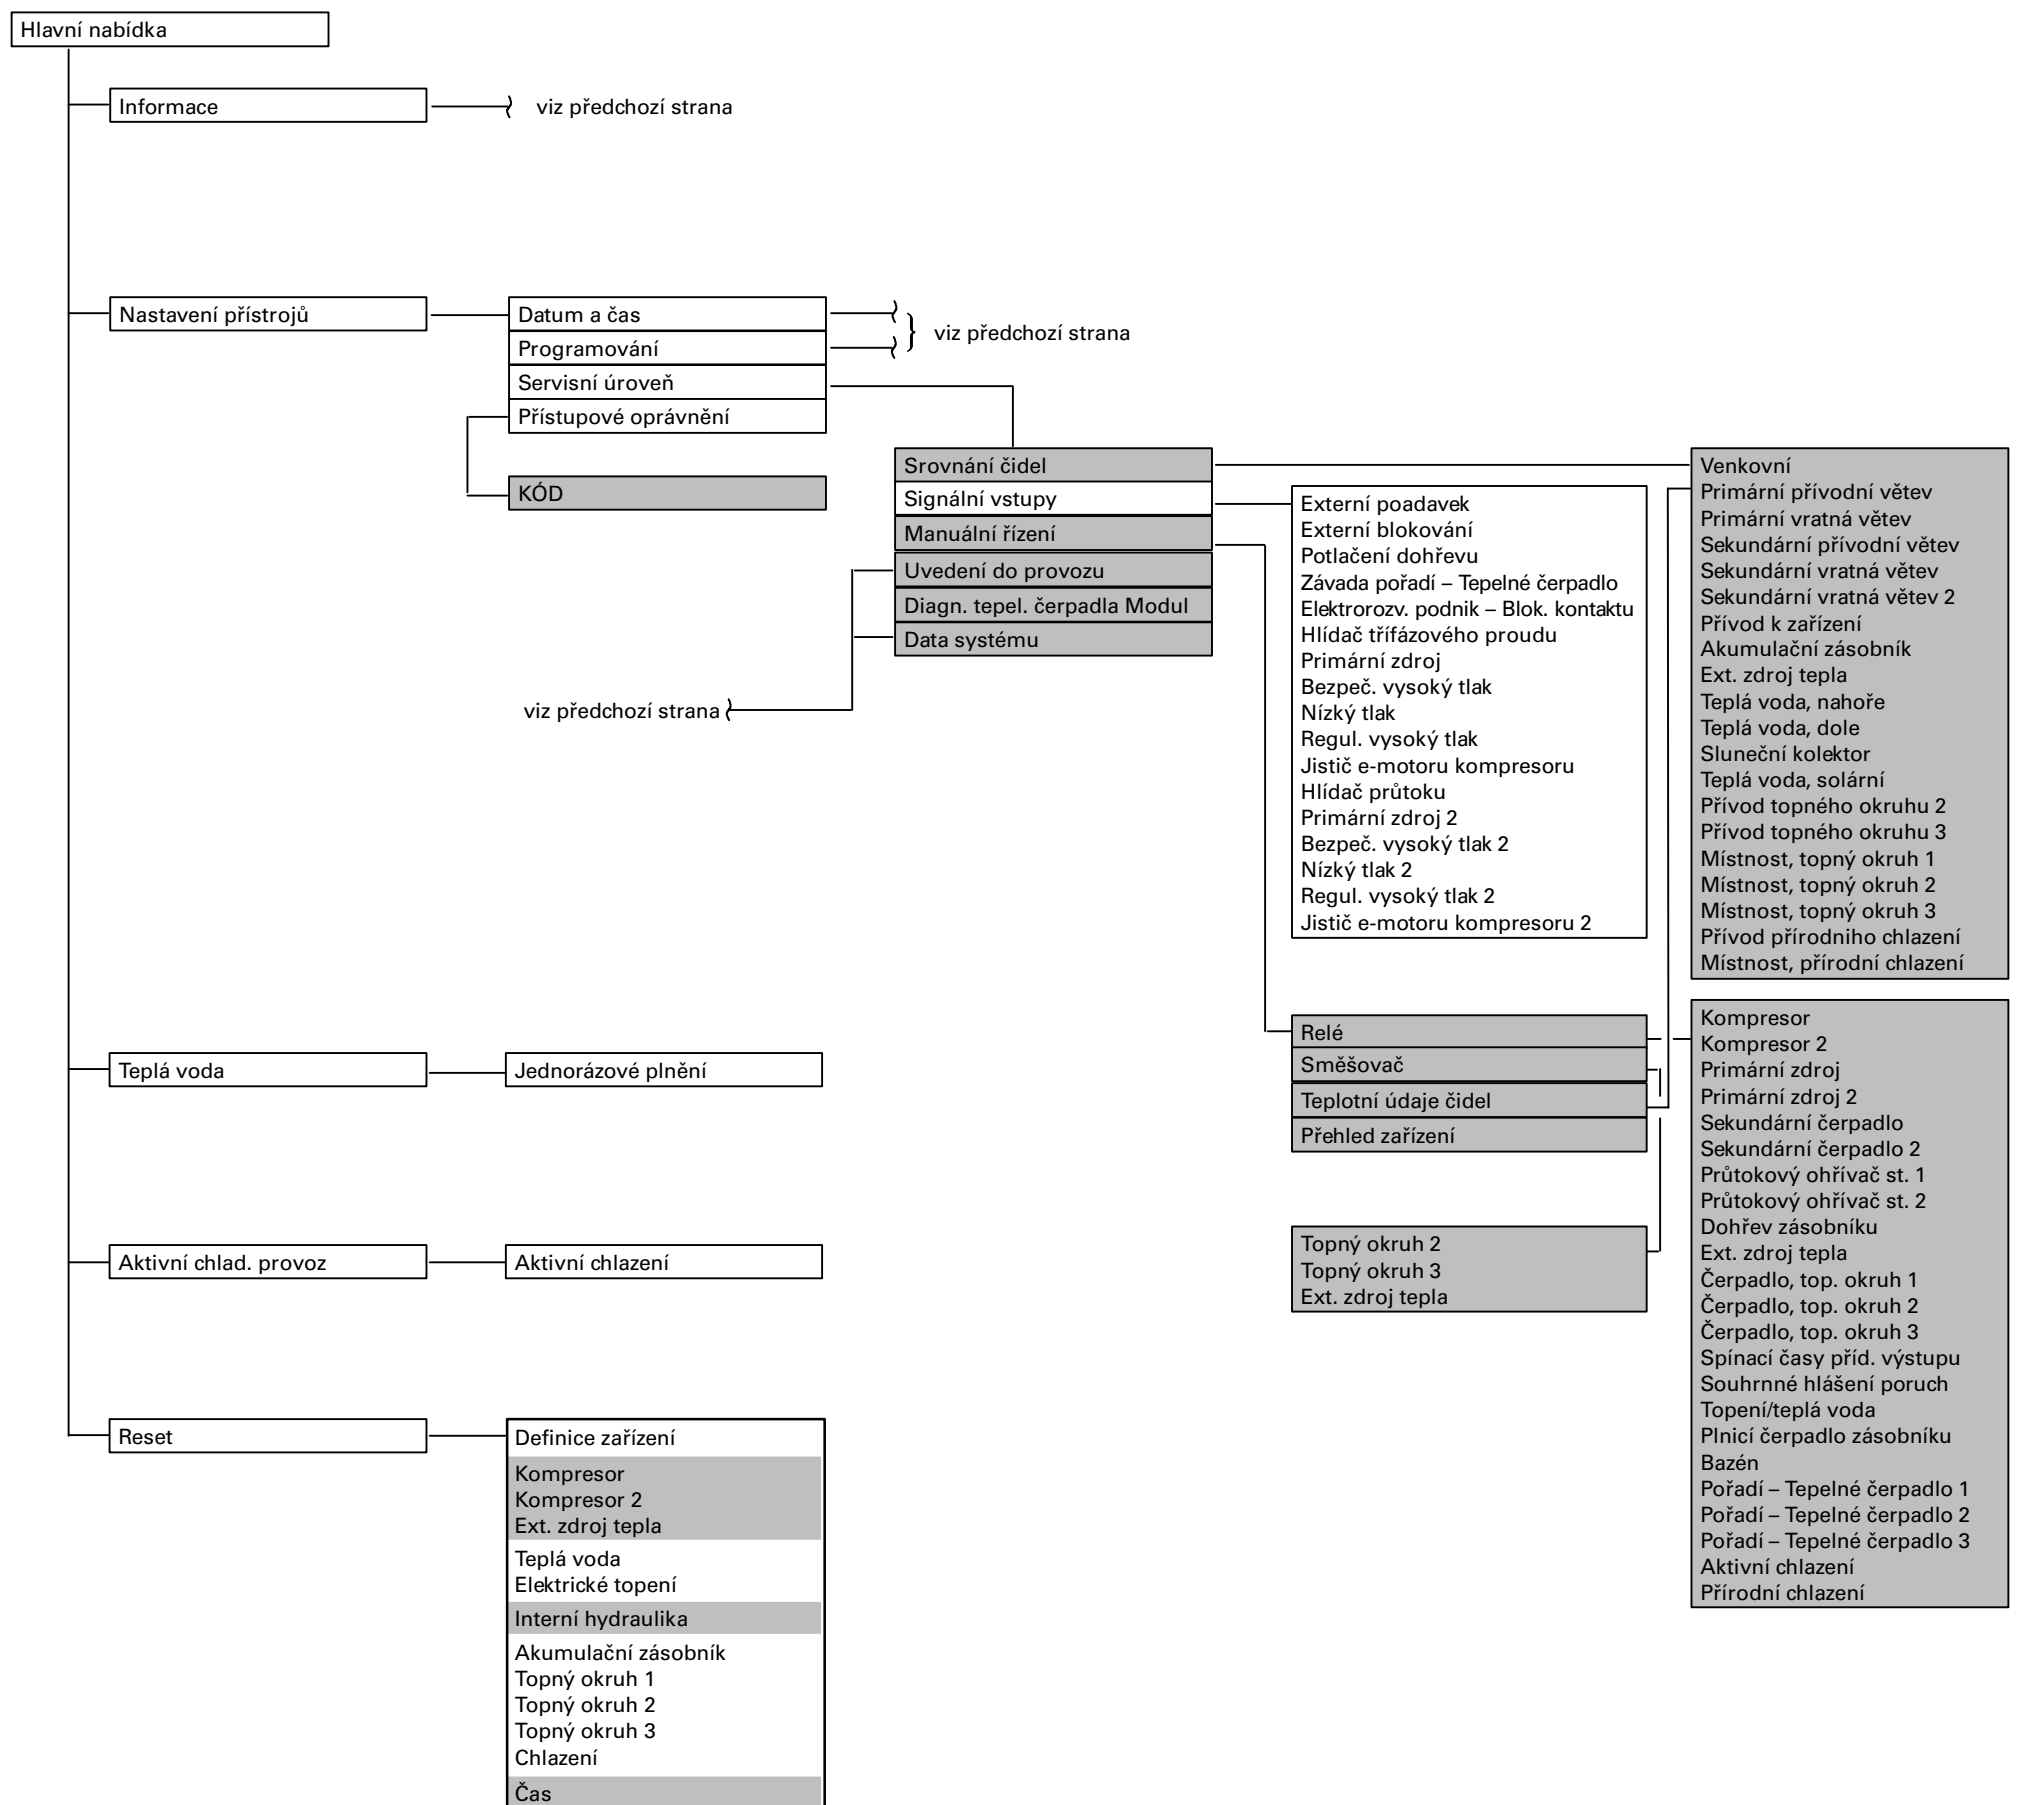 Hlavní nabídka
Informace
viz předchozí strana
Nastavení přístrojů
Datum a čas
Programování
Servisní úroveň
Přístupové oprávnění
viz předchozí strana
KÓD
Srovnání čidel
Signální vstupy
Manuální řízení
Uvedení do provozu
Diagn. tepel. čerpadla Modul
Data systému
viz předchozí strana
Externí poadavek
Externí blokování
Potlačení dohřevu
Závada pořadí – Tepelné čerpadlo
Elektrorozv. podnik – Blok. kontaktu
Hlídač třífázového proudu
Primární zdroj
Bezpeč. vysoký tlak
Nízký tlak
Regul. vysoký tlak
Jistič e-motoru kompresoru
Hlídač průtoku
Primární zdroj 2
Bezpeč. vysoký tlak 2
Nízký tlak 2
Regul. vysoký tlak 2
Jistič e-motoru kompresoru 2
Venkovní
Primární přívodní větev
Primární vratná větev
Sekundární přívodní větev
Sekundární vratná větev
Sekundární vratná větev 2
Přívod k zařízení
Akumulační zásobník
Ext. zdroj tepla
Teplá voda, nahoře
Teplá voda, dole
Sluneční kolektor
Teplá voda, solární
Přívod topného okruhu 2
Přívod topného okruhu 3
Místnost, topný okruh 1
Místnost, topný okruh 2
Místnost, topný okruh 3
Přívod přírodniho chlazení
Místnost, přírodní chlazení
Teplá voda
Jednorázové plnění
Relé
Směšovač
Teplotní údaje čidel
Přehled zařízení
Topný okruh 2
Topný okruh 3
Ext. zdroj tepla
Kompresor
Kompresor 2
Primární zdroj
Primární zdroj 2
Sekundární čerpadlo
Sekundární čerpadlo 2
Průtokový ohřívač st. 1
Průtokový ohřívač st. 2
Dohřev zásobníku
Ext. zdroj tepla
Čerpadlo, top. okruh 1
Čerpadlo, top. okruh 2
Čerpadlo, top. okruh 3
Spínací časy příd. výstupu
Souhrnné hlášení poruch
Topení/teplá voda
Plnicí čerpadlo zásobníku
Bazén
Pořadí – Tepelné čerpadlo 1
Pořadí – Tepelné čerpadlo 2
Pořadí – Tepelné čerpadlo 3
Aktivní chlazení
Přírodní chlazení
Aktivní chlad. provoz
Aktivní chlazení
Reset
Definice zařízení
Kompresor
Kompresor 2
Ext. zdroj tepla
Teplá voda
Elektrické topení
Interní hydraulika
Akumulační zásobník
Topný okruh 1
Topný okruh 2
Topný okruh 3
Chlazení
Čas